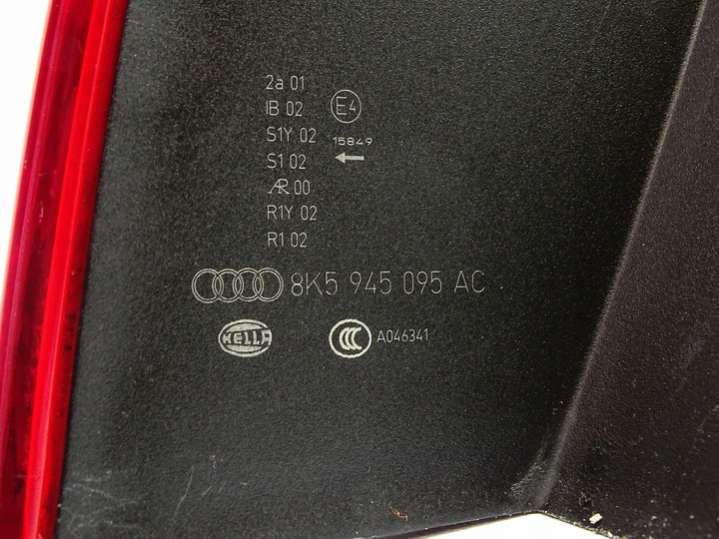 2a 01
IB 02
E4
S1Y 02
15849
S1 02
AR 00
R1Y 02
R1 02
8K5 945 095 AC
HELLA
CCC
A046341